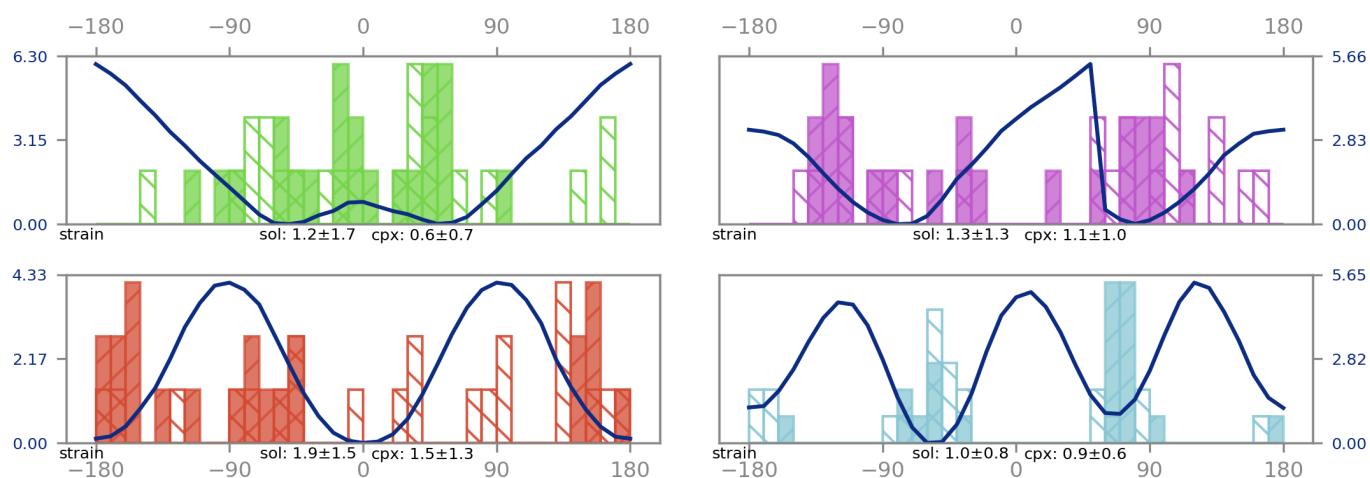 −180 −90 0 90 180 −180 −90 0 90 180
6.30 5.66
3.15 2.83
0.00 0.00
strain sol: 1.2±1.7 cpx: 0.6±0.7 strain sol: 1.3±1.3 cpx: 1.1±1.0
4.33 5.65
2.17 2.82
0.00 0.00
strain sol: 1.9±1.5 cpx: 1.5±1.3 strain sol: 1.0±0.8 cpx: 0.9±0.6
−180 −90 0 90 180 −180 −90 0 90 180